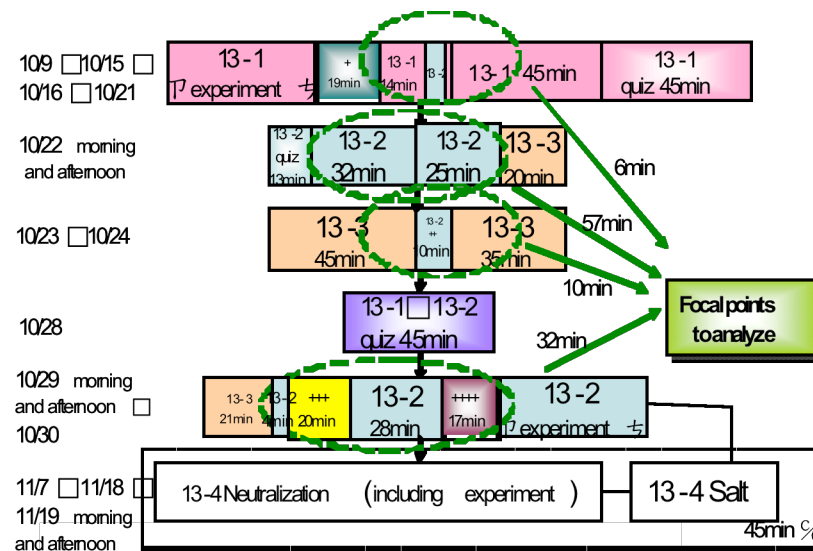 10/9 □10/15 □
10/16 □ 10/21
13-1
experiment
+
19min
13-1
14min
13-2
13-1 45min
13-1
quiz 45min
10/22 morning
and afternoon
13-2
quiz
13min
13-2
32min
13-2
25min
13-3
20min
6min
57min
10/23 □10/24
13-3
45min
13-2
++
10min
13-3
35min
10min
Focal points
to analyze
10/28
13-1□ 13-2
quiz 45min
32min
10/29 morning
and afternoon □
10/30
13-3
21min
13-2
4min
+++
20min
13-2
28min
++++
17min
13-2
experiment
11/7 □11/18 □
11/19 morning
and afternoon
13-4 Neutralization (including experiment)
13-4 Salt
45min